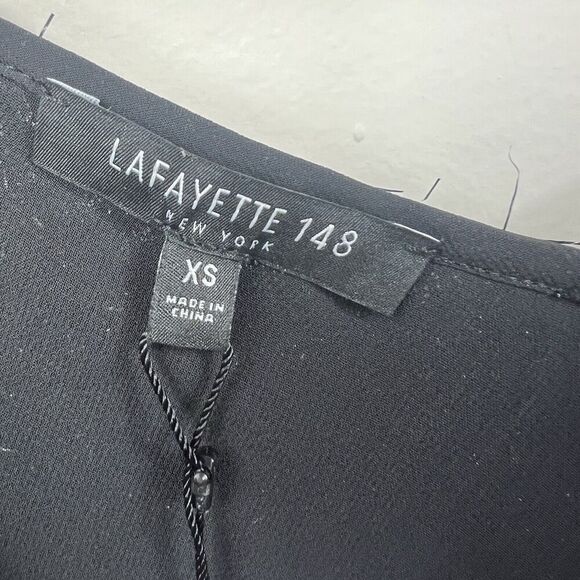 LAFAYETTE 148
NEW YORK
XS
MADE IN
CHINA